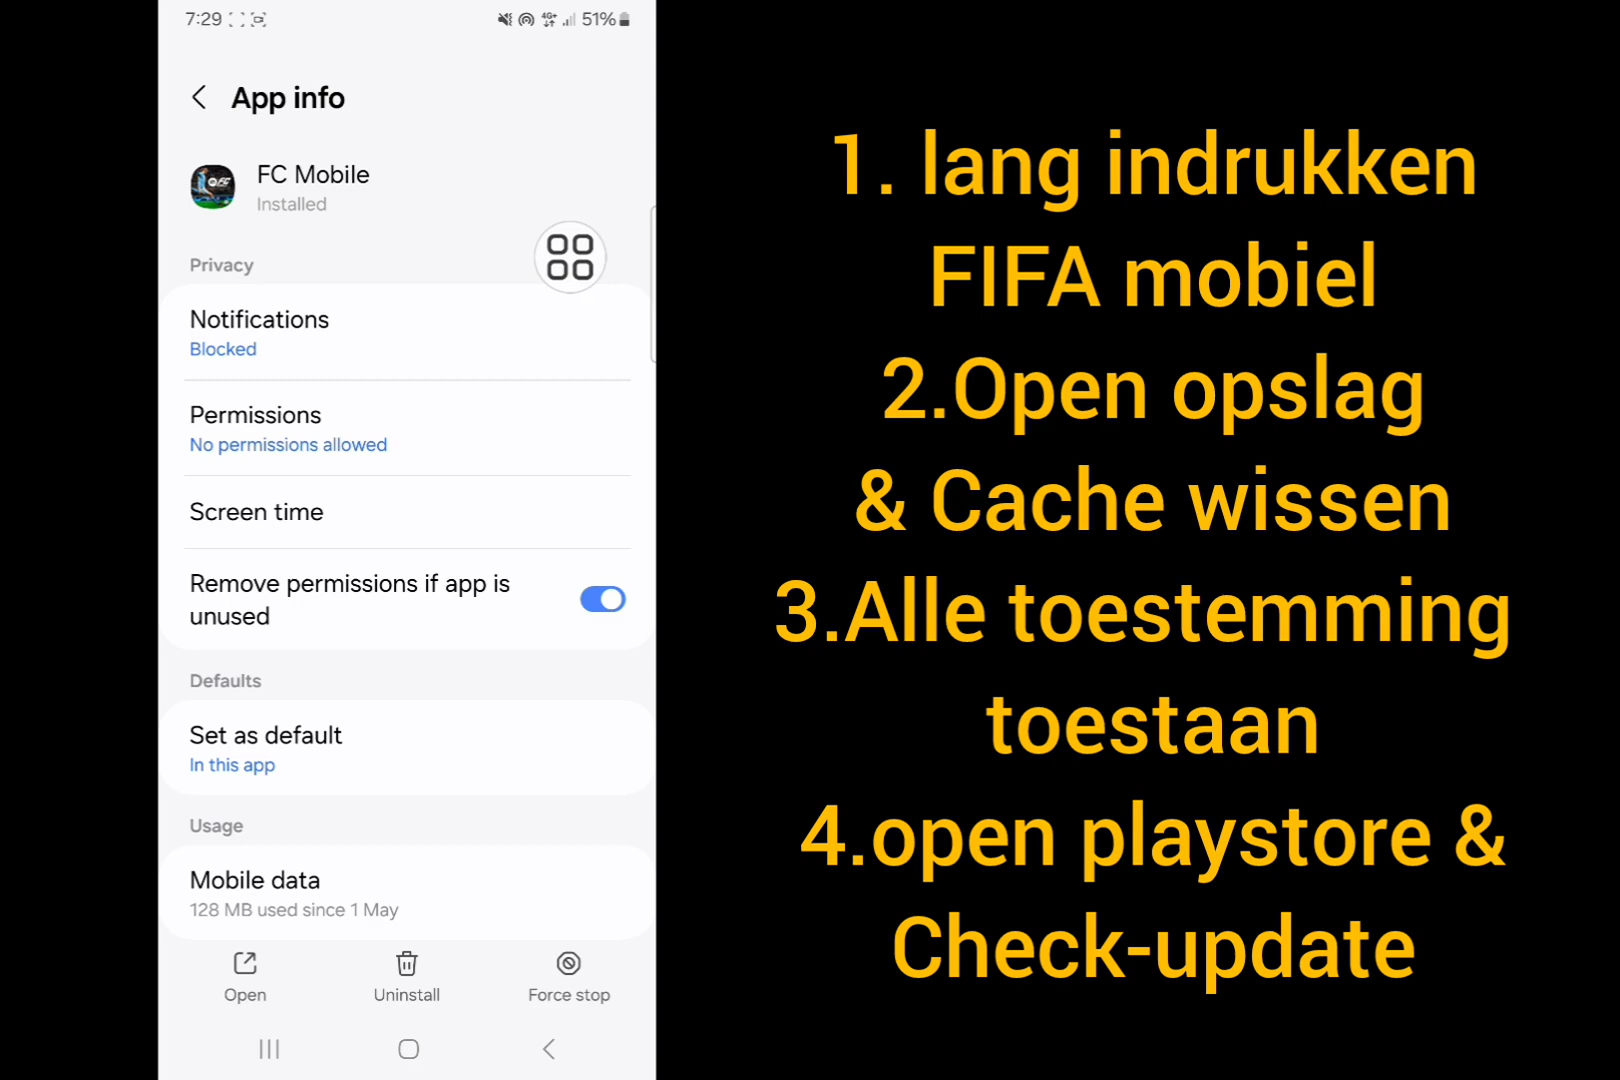 7:29
4G+ 51%
App info
FC Mobile
Installed
Privacy
Notifications
Blocked
Permissions
No permissions allowed
Screen time
Remove permissions if app is
unused
Defaults
Set as default
In this app
Usage
Mobile data
128 MB used since 1 May
Open Uninstall Force stop
1. lang indrukken
FIFA mobiel
2.Open opslag
& Cache wissen
3.Alle toestemming
toestaan
4.open playstore &
Check-update